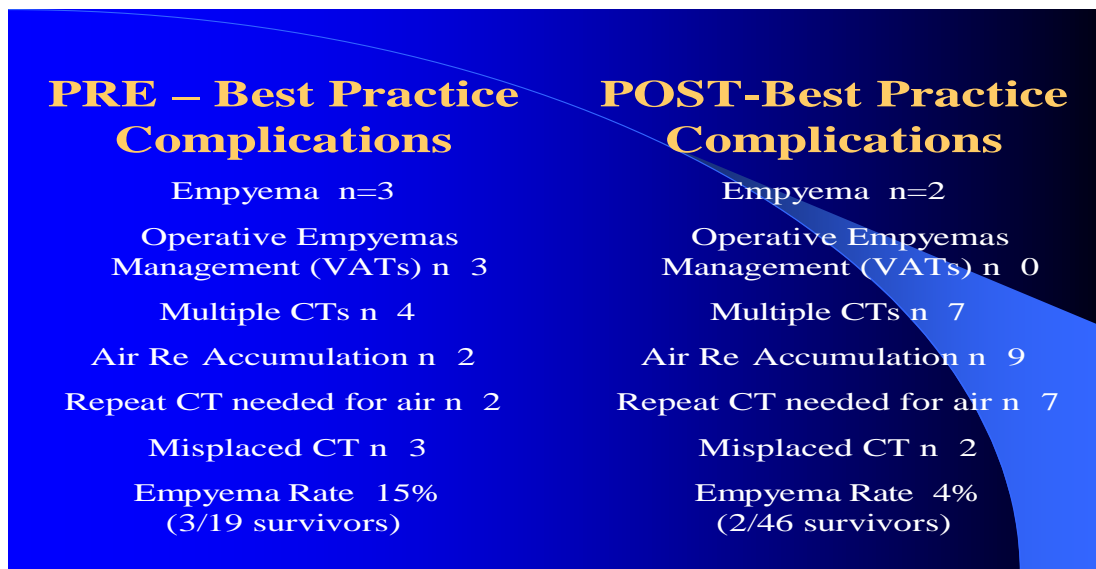 PRE – Best Practice
Complications
Empyema n=3
Operative Empyemas
Management (VATs) n 3
Multiple CTs n 4
Air Re Accumulation n 2
Repeat CT needed for air n 2
Misplaced CT n 3
Empyema Rate 15%
(3/19 survivors)
POST-Best Practice
Complications
Empyema n=2
Operative Empyemas
Management (VATs) n 0
Multiple CTs n 7
Air Re Accumulation n 9
Repeat CT needed for air n 7
Misplaced CT n 2
Empyema Rate 4%
(2/46 survivors)